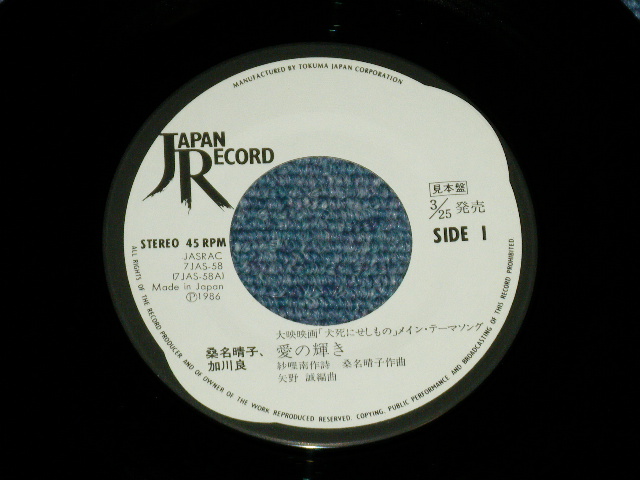 MANUFACTURED BY TOKUMA JAPAN CORPORATION
JAPAN
RECORD
見本盤
3/25 発売
STEREO 45 RPM
SIDE 1
JASRAC
7JAS-58
(7JAS-58A)
Made in Japan
Ⓟ1986
大映映画「犬死にせしもの」メイン・テーマソング
桑名晴子、
加川良
愛の輝き
紗喋南作詩 桑名晴子作曲
矢野 誠編曲
ALL RIGHTS OF THE RECORD PRODUCER AND OF OWNER OF THE WORK REPRODUCED RESERVED. COPYING, PUBLIC PERFORMANCE AND BROADCASTING OF THIS RECORD PROHIBITED